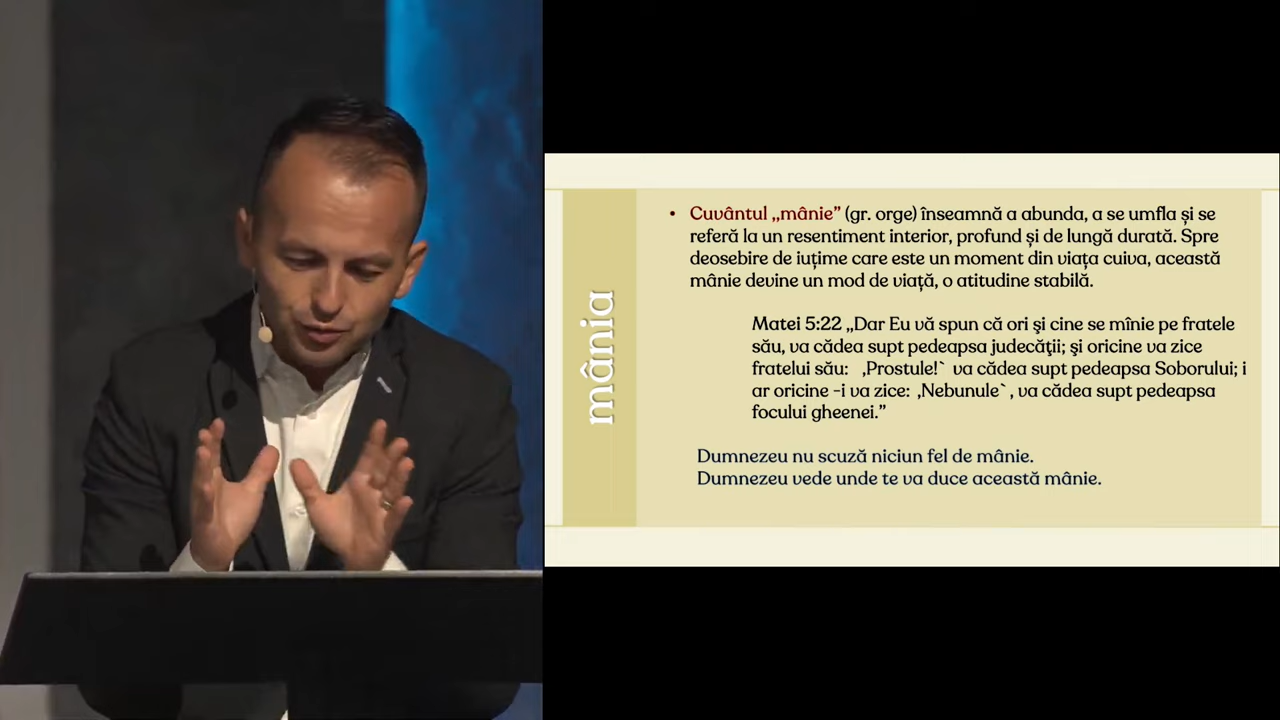 mânia
• Cuvântul „mânie” (gr. orge) înseamnă a abunda, a se umfla și se
referă la un resentiment interior, profund și de lungă durată. Spre
deosebire de iuțime care este un moment din viața cuiva, această
mânie devine un mod de viață, o atitudine stabilă.
Matei 5:22 „Dar Eu vă spun că ori şi cine se mînie pe fratele
său, va cădea supt pedeapsa judecăţii; şi oricine va zice
fratelui său: ‚Prostule!` va cădea supt pedeapsa Soborului; i
ar oricine -i va zice: ‚Nebunule`, va cădea supt pedeapsa
focului gheenei.”
Dumnezeu nu scuză niciun fel de mânie.
Dumnezeu vede unde te va duce această mânie.